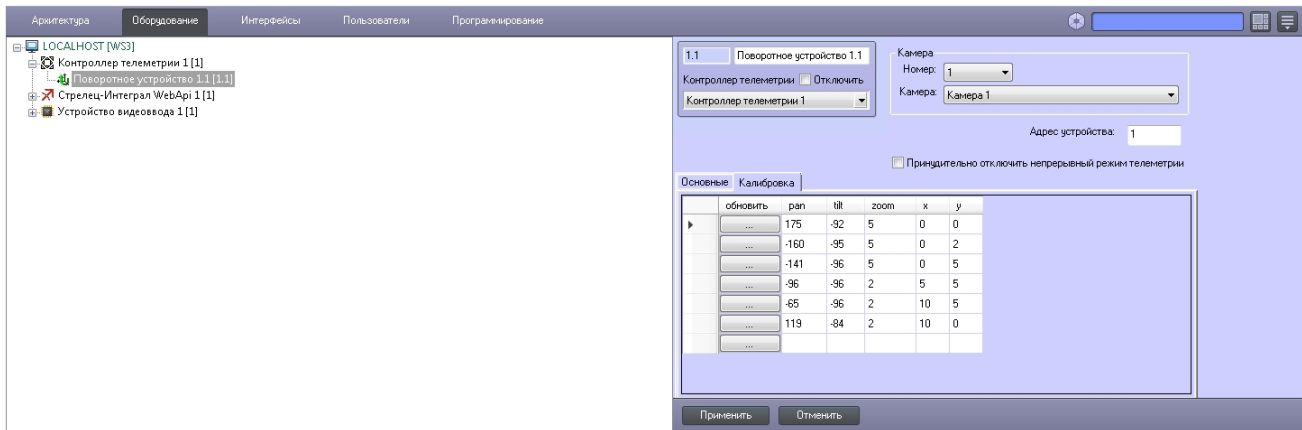 Архитектура Оборудование Интерфейсы Пользователи Программирование
LOCALHOST [WS3]
Контроллер телеметрии 1 [1]
Поворотное устройство 1.1 [1.1]
Стрелец-Интеграл WebApi 1 [1]
Устройство видеоввода 1 [1]
1.1 Поворотное устройство 1.1
Контроллер телеметрии Отключить
Контроллер телеметрии 1
Камера
Номер: 1
Камера: Камера 1
Адрес устройства: 1
Принудительно отключить непрерывный режим телеметрии
Основные Калибровка
обновить pan tilt zoom x y
... 175 -92 5 0 0
... -160 -95 5 0 2
... -141 -96 5 0 5
... -96 -96 2 5 5
... -65 -96 2 10 5
... 119 -84 2 10 0
...
Применить Отменить